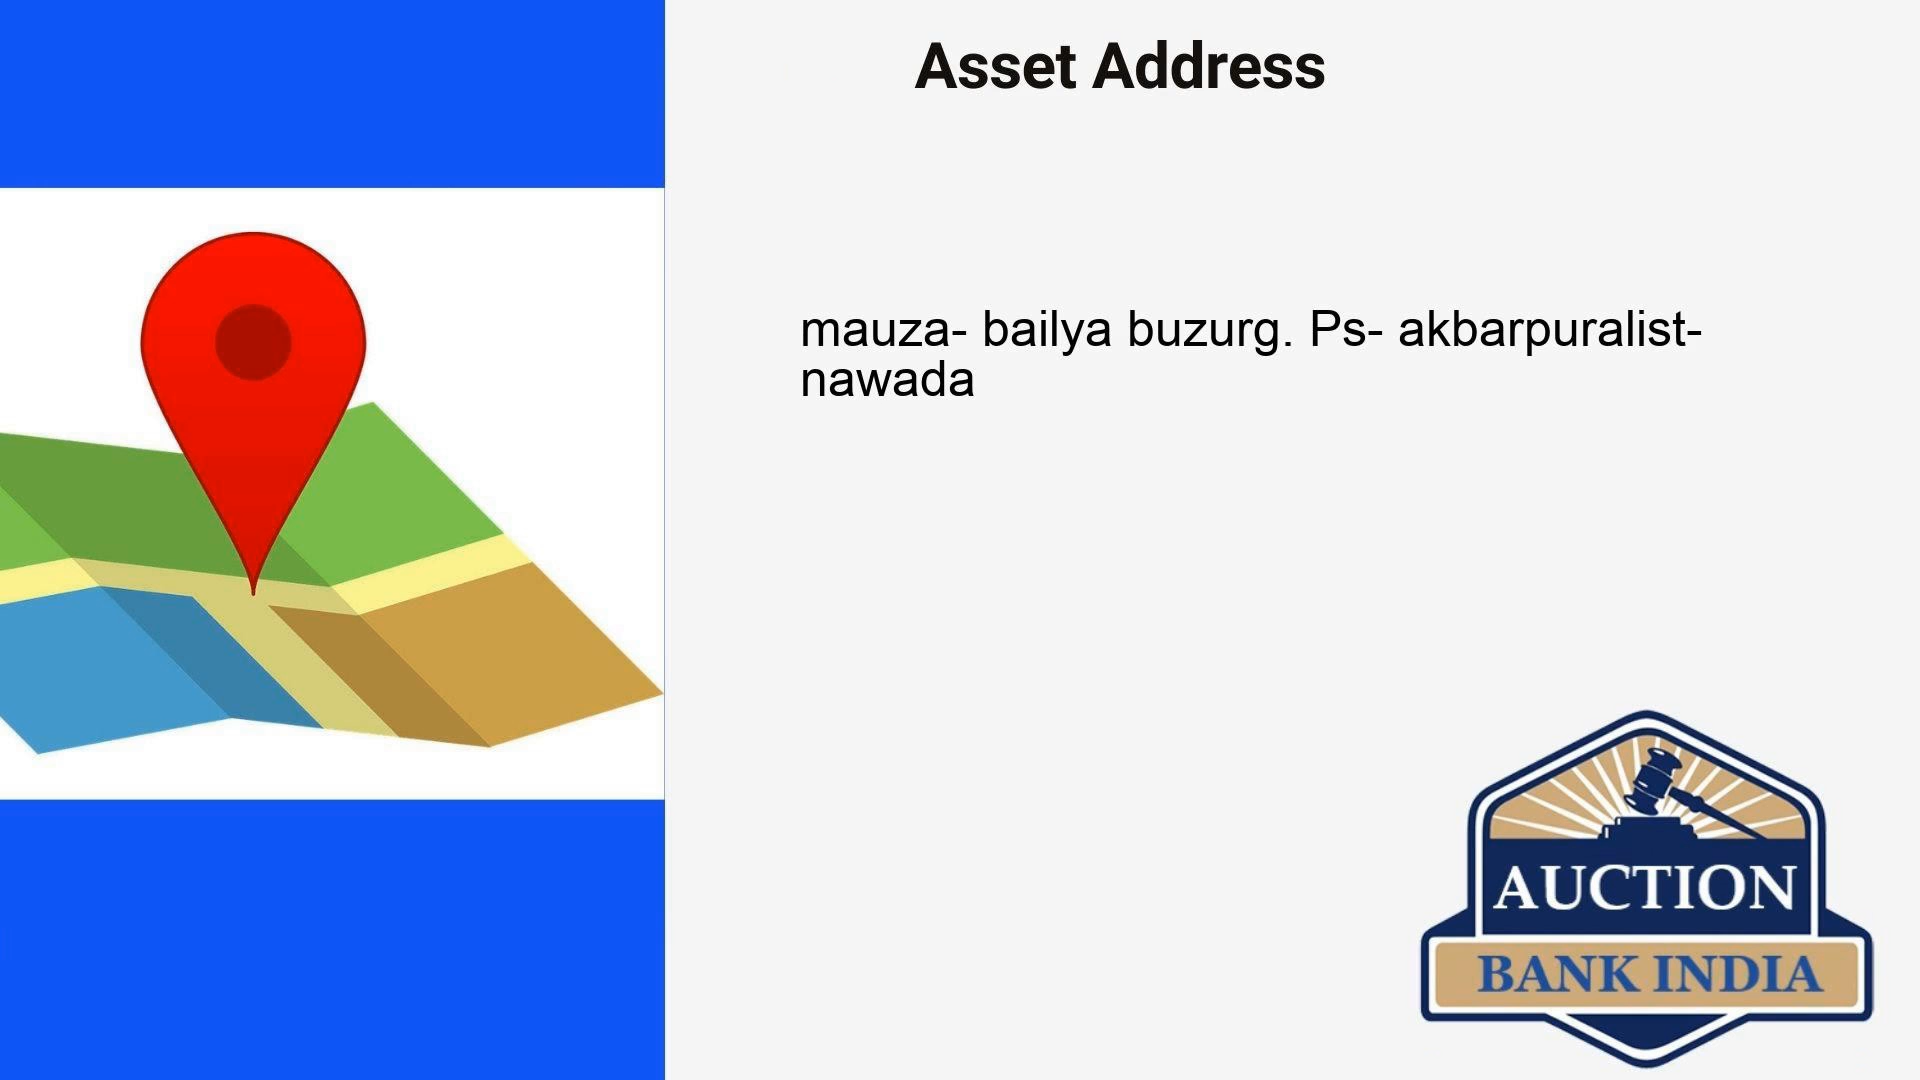 Asset Address
mauza- bailya buzurg. Ps- akbarpuralist-
nawada
AUCTION
BANK INDIA